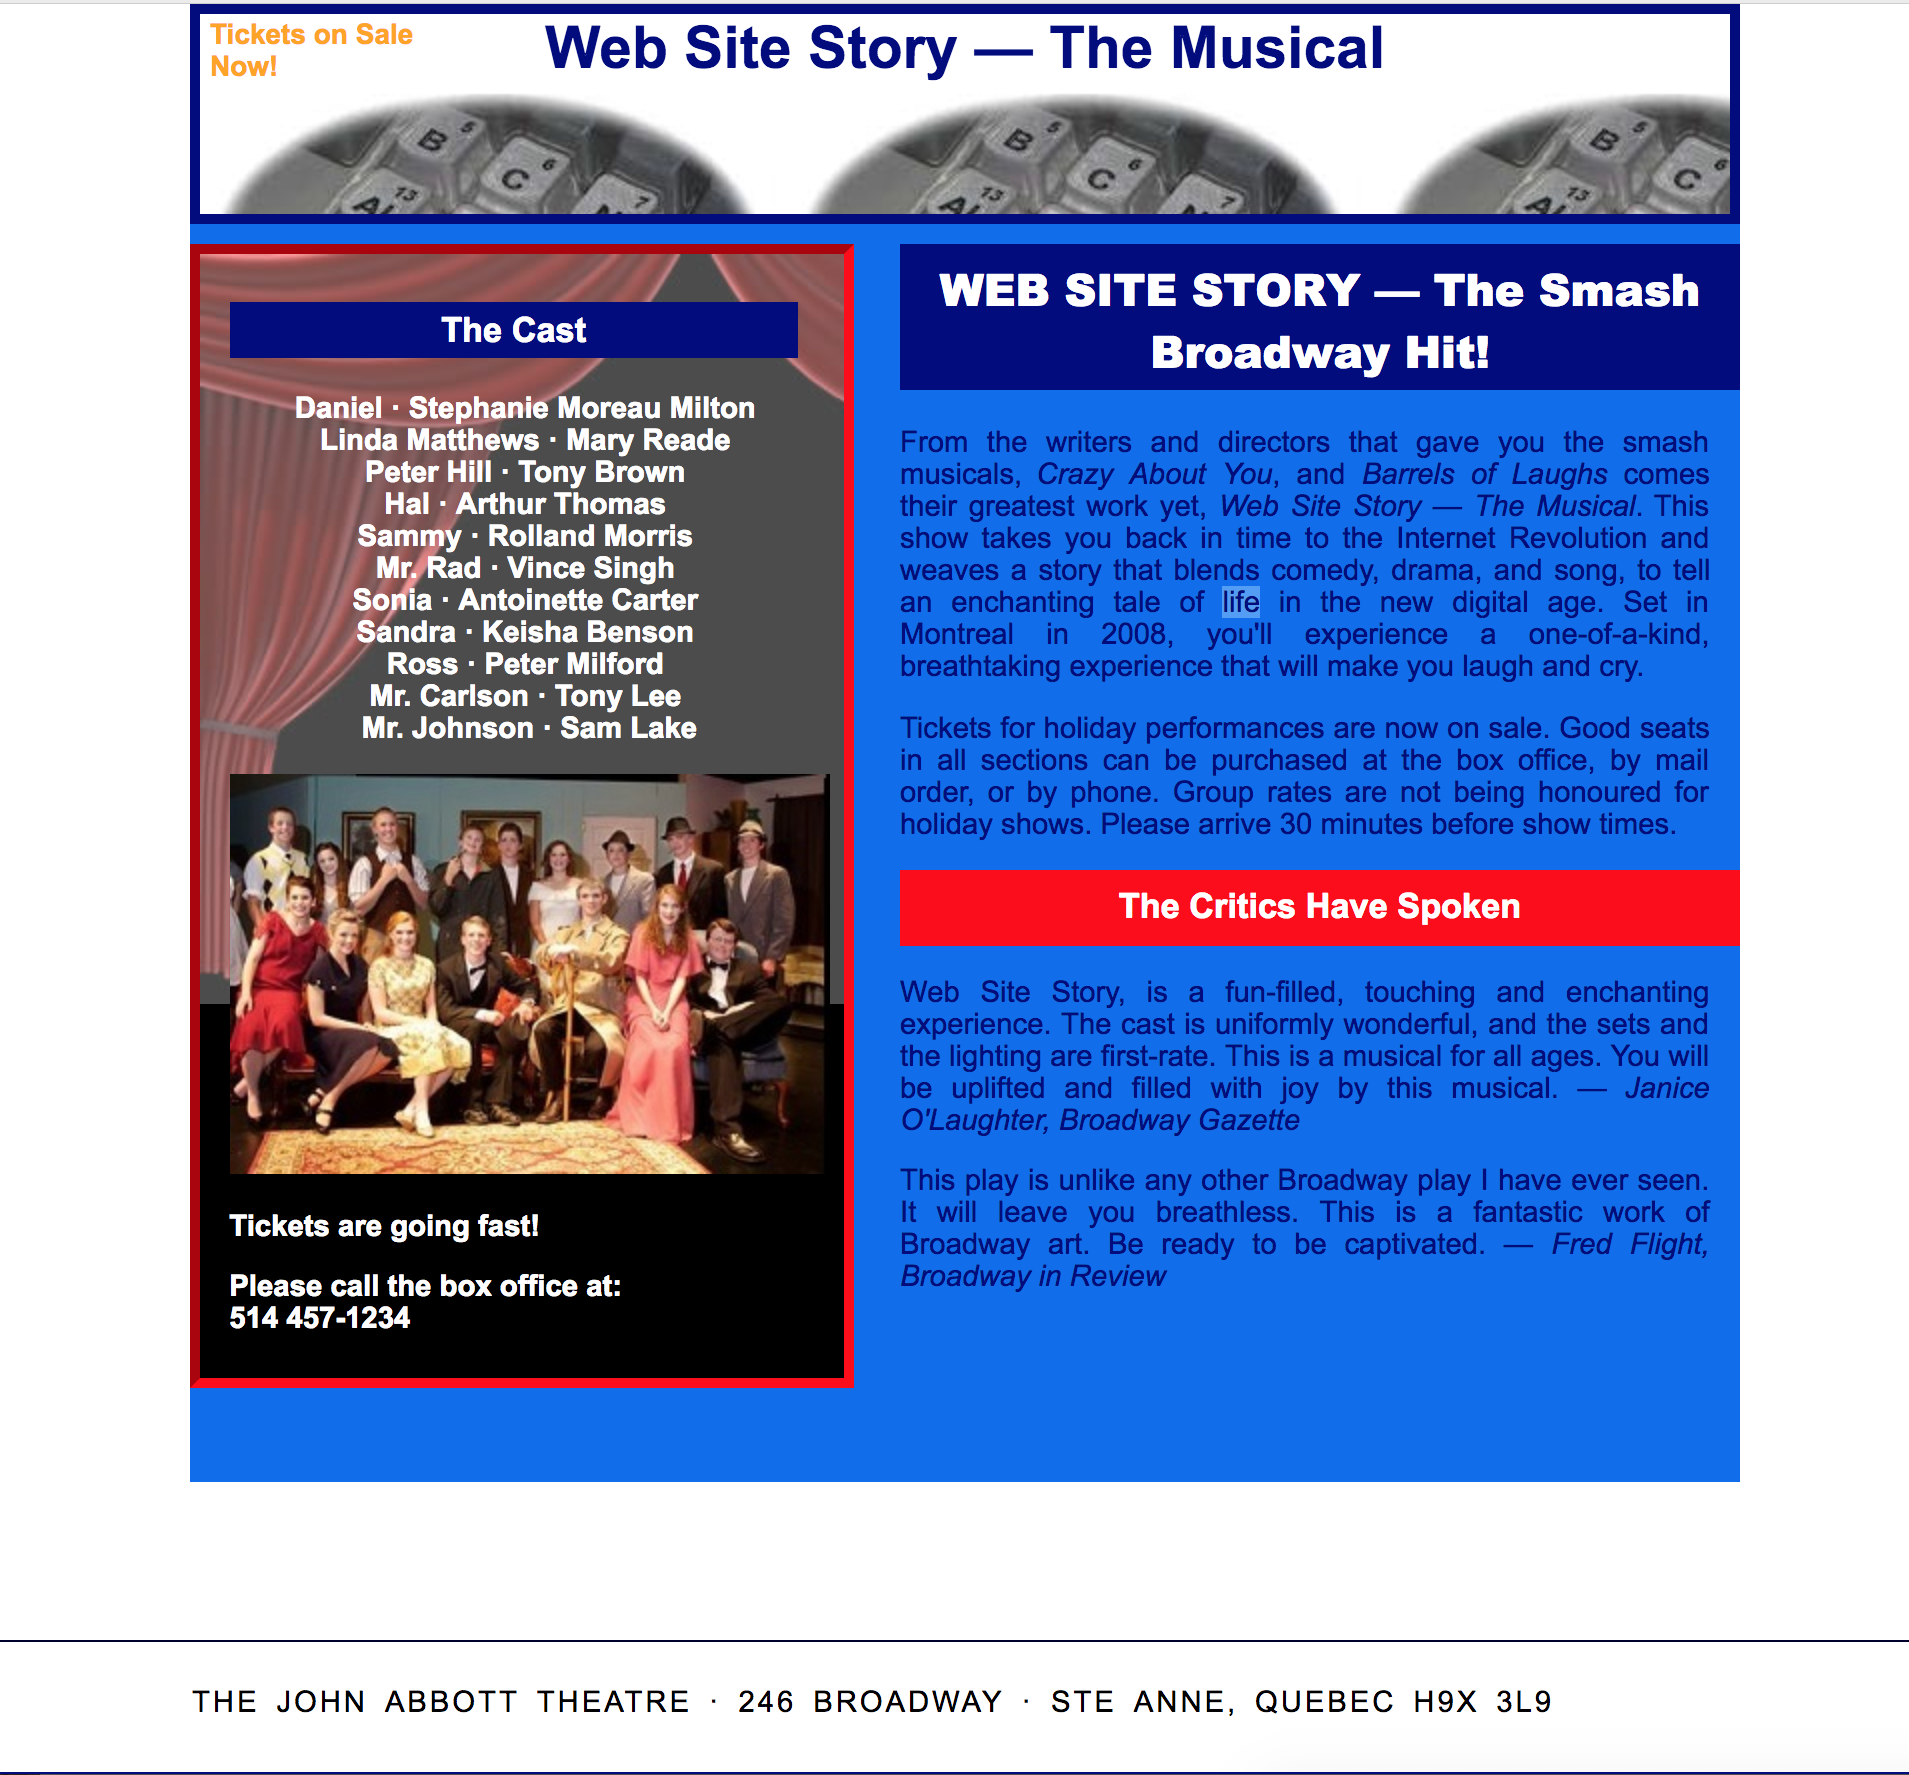 Tickets on Sale
Now!
Web Site Story — The Musical
B 5
C 6
13
7
B 5
C 6
13
7
B 5
C 6
13
The Cast
Daniel · Stephanie Moreau Milton
Linda Matthews · Mary Reade
Peter Hill · Tony Brown
Hal · Arthur Thomas
Sammy · Rolland Morris
Mr. Rad · Vince Singh
Sonia · Antoinette Carter
Sandra · Keisha Benson
Ross · Peter Milford
Mr. Carlson · Tony Lee
Mr. Johnson · Sam Lake
Tickets are going fast!
Please call the box office at:
514 457-1234
WEB SITE STORY — The Smash
Broadway Hit!
From the writers and directors that gave you the smash
musicals, Crazy About You, and Barrels of Laughs comes
their greatest work yet, Web Site Story — The Musical. This
show takes you back in time to the Internet Revolution and
weaves a story that blends comedy, drama, and song, to tell
an enchanting tale of life in the new digital age. Set in
Montreal in 2008, you'll experience a one-of-a-kind,
breathtaking experience that will make you laugh and cry.
Tickets for holiday performances are now on sale. Good seats
in all sections can be purchased at the box office, by mail
order, or by phone. Group rates are not being honoured for
holiday shows. Please arrive 30 minutes before show times.
The Critics Have Spoken
Web Site Story, is a fun-filled, touching and enchanting
experience. The cast is uniformly wonderful, and the sets and
the lighting are first-rate. This is a musical for all ages. You will
be uplifted and filled with joy by this musical. — Janice
O'Laughter, Broadway Gazette
This play is unlike any other Broadway play I have ever seen.
It will leave you breathless. This is a fantastic work of
Broadway art. Be ready to be captivated. — Fred Flight,
Broadway in Review
THE JOHN ABBOTT THEATRE · 246 BROADWAY · STE ANNE, QUEBEC H9X 3L9